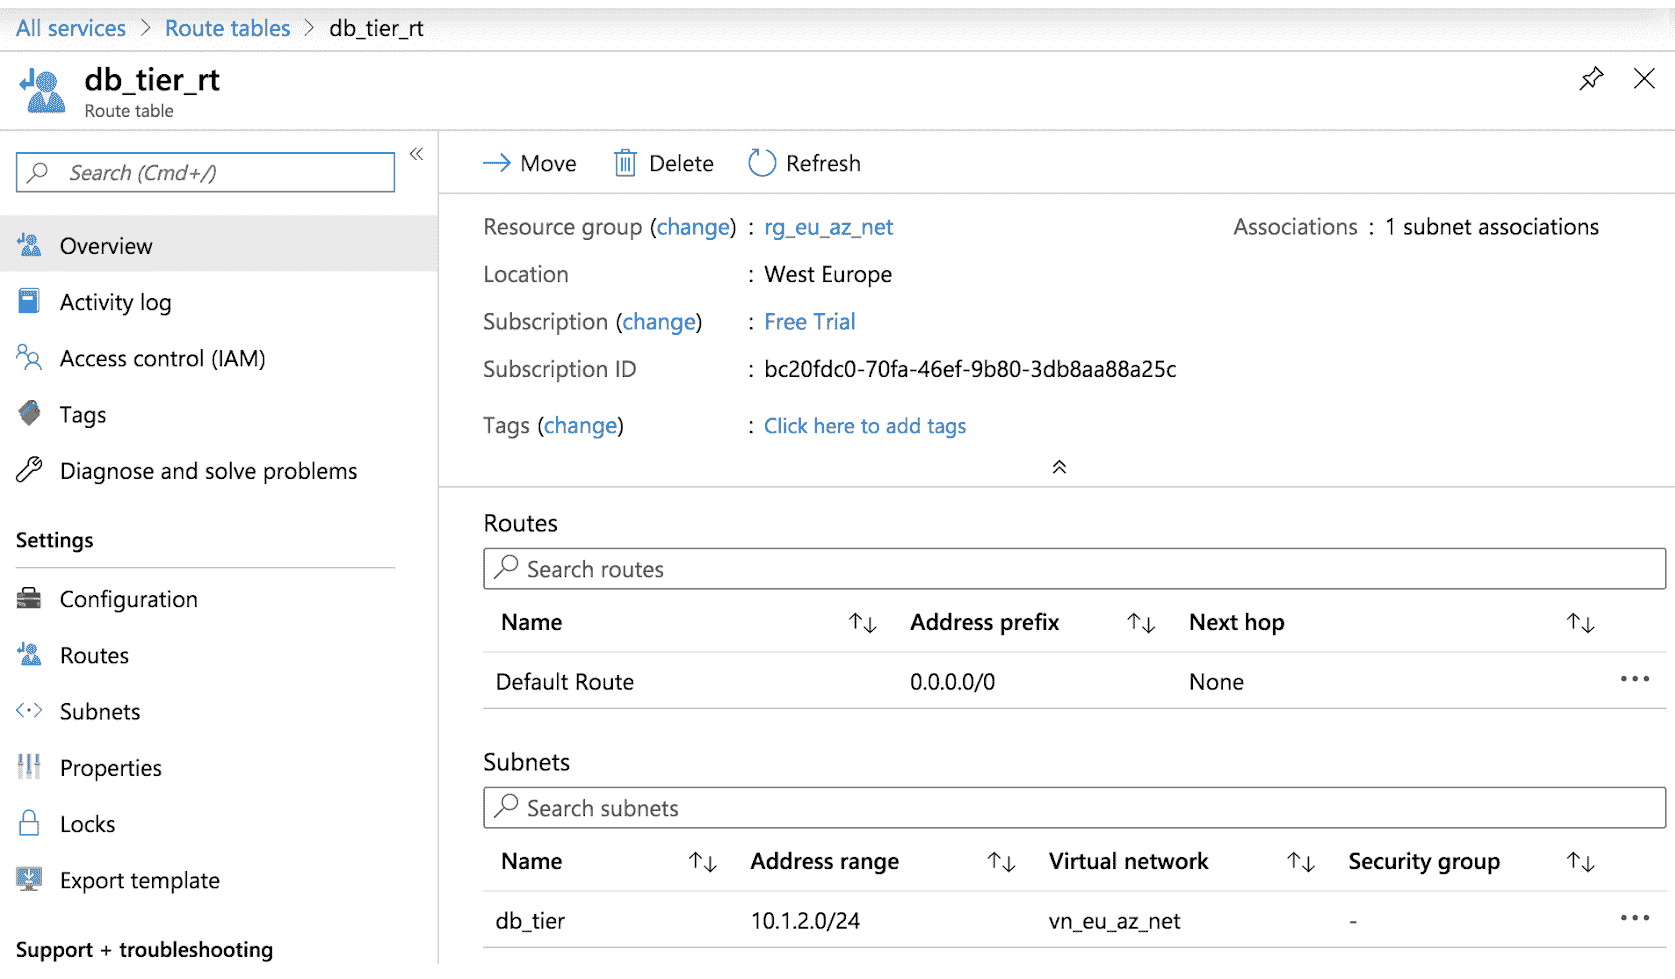 All services > Route tables > db_tier_rt
db_tier_rt
Route table
Search (Cmd+/)
Overview
Activity log
Access control (IAM)
Tags
Diagnose and solve problems
Settings
Configuration
Routes
Subnets
Properties
Locks
Export template
Support + troubleshooting
Move Delete Refresh
Resource group (change) : rg_eu_az_net Associations : 1 subnet associations
Location : West Europe
Subscription (change) : Free Trial
Subscription ID : bc20fdc0-70fa-46ef-9b80-3db8aa88a25c
Tags (change) : Click here to add tags
Routes
Search routes
Name Address prefix Next hop
Default Route 0.0.0.0/0 None
Subnets
Search subnets
Name Address range Virtual network Security group
db_tier 10.1.2.0/24 vn_eu_az_net -